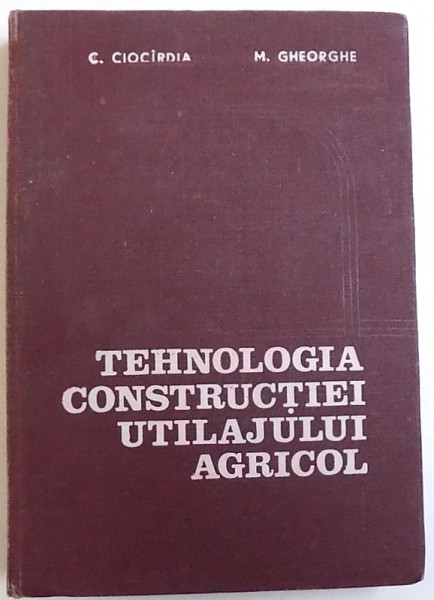 C. CIOCÎRDIA M. GHEORGHE
TEHNOLOGIA
CONSTRUCȚIEI
UTILAJULUI
AGRICOL